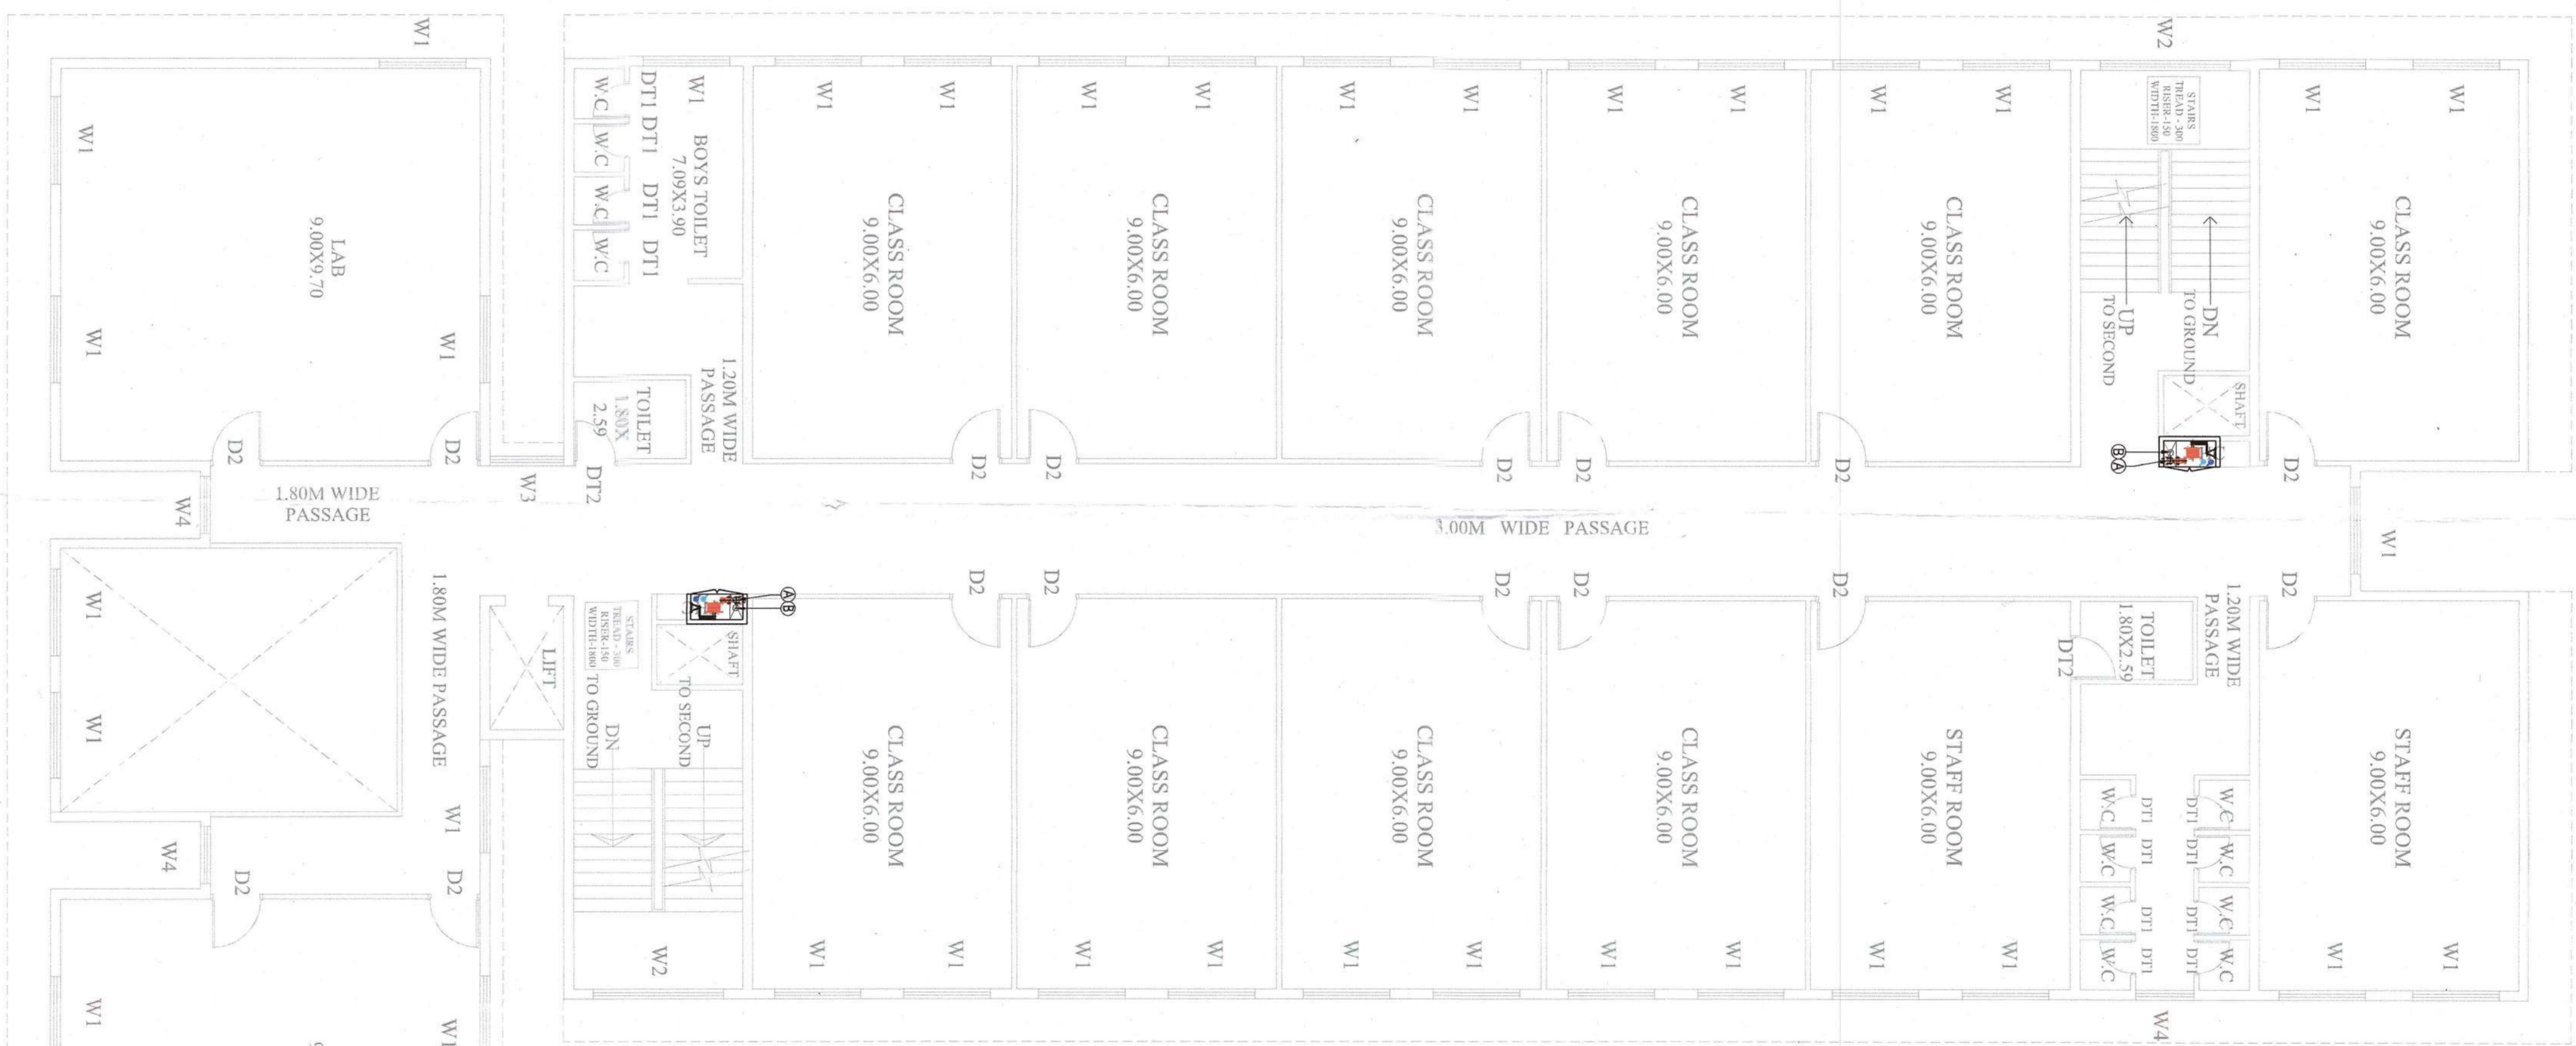 W1
W2
W1
W1
LAB
9.00X9.70
W1
W1
D2
D2
W.C
W.C
W.C
W.C
DT1
DT1
DT1
DT1
W1
BOYS TOILET
7.09X3.90
1.20M WIDE
PASSAGE
TOILET
1.80X
2.59
DT2
W3
W1
W1
CLASS ROOM
9.00X6.00
D2
W1
W1
CLASS ROOM
9.00X6.00
D2
W1
W1
CLASS ROOM
9.00X6.00
D2
W1
W1
CLASS ROOM
9.00X6.00
D2
W1
W1
CLASS ROOM
9.00X6.00
D2
STAIRS
TREAD - 300
RISER-150
WIDTH-1800
UP
TO SECOND
DN
TO GROUND
SHAFT
B
A
W1
W1
CLASS ROOM
9.00X6.00
D2
W4
1.80M WIDE
PASSAGE
3.00M WIDE PASSAGE
W1
W1
W1
1.80M WIDE PASSAGE
W1
LIFT
STAIRS
TREAD - 300
RISER-150
WIDTH-1800
DN
TO GROUND
UP
TO SECOND
SHAFT
A
B
W2
D2
CLASS ROOM
9.00X6.00
W1
W1
D2
CLASS ROOM
9.00X6.00
W1
W1
D2
CLASS ROOM
9.00X6.00
W1
W1
D2
CLASS ROOM
9.00X6.00
W1
W1
D2
STAFF ROOM
9.00X6.00
W1
W1
DT2
TOILET
1.80X2.59
1.20M WIDE
PASSAGE
W.C
W.C
W.C
W.C
DT1
DT1
DT1
DT1
DT1
DT1
DT1
DT1
W.C
W.C
W.C
W.C
W4
D2
STAFF ROOM
9.00X6.00
W1
W1
W4
D2
D2
W1
W1